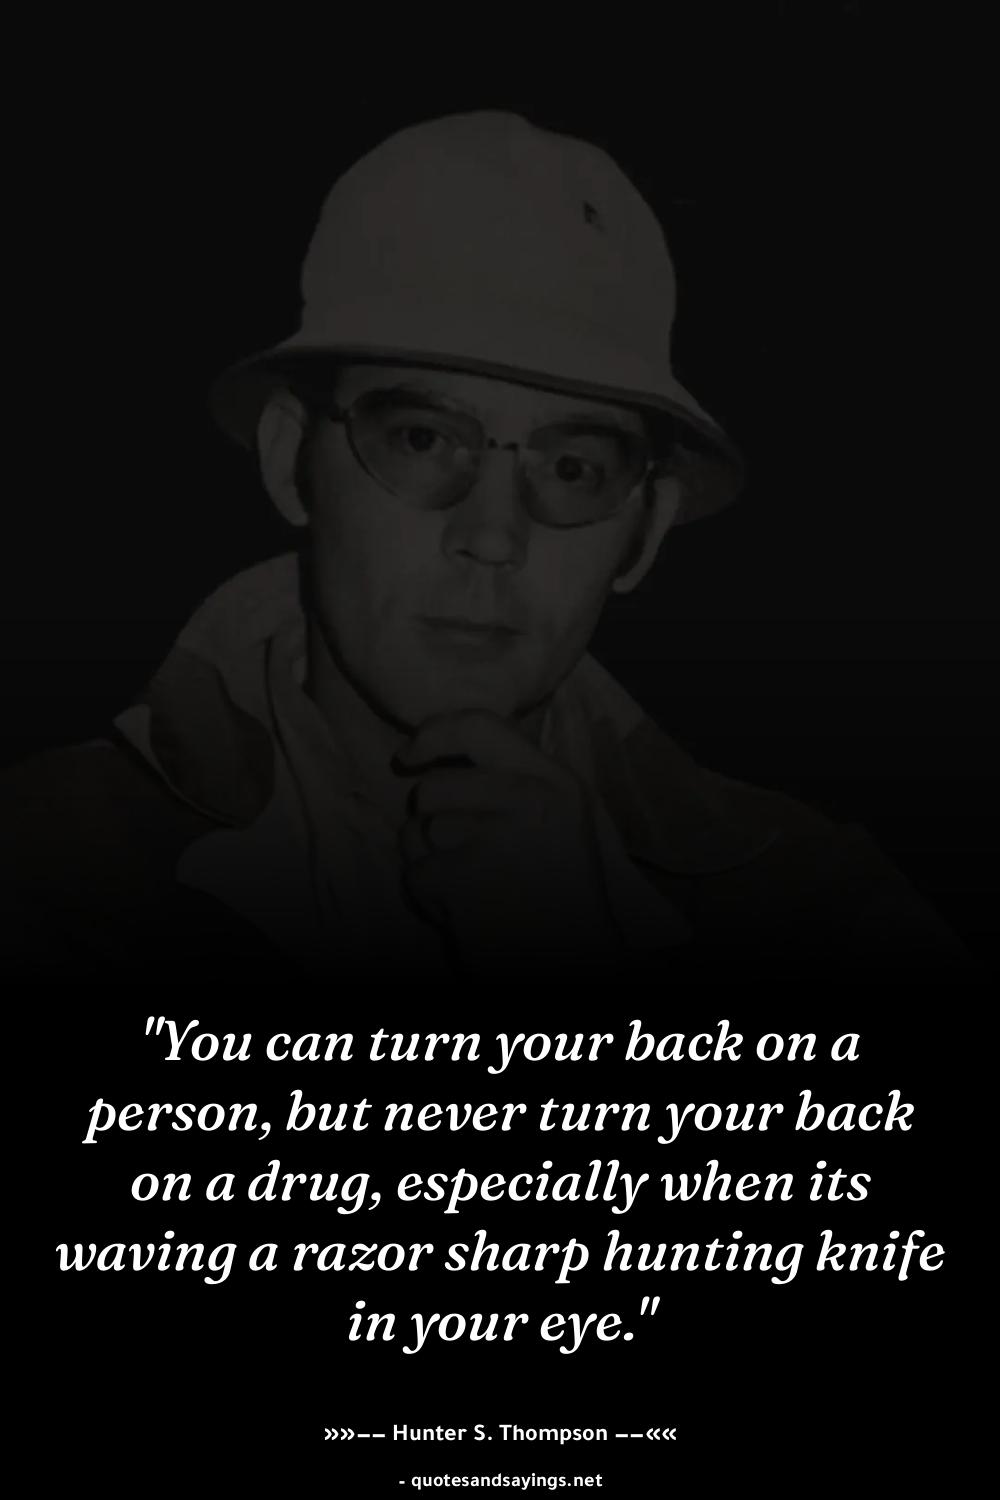 "You can turn your back on a
person, but never turn your back
on a drug, especially when its
waving a razor sharp hunting knife
in your eye."
»»−− Hunter S. Thompson −−««
- quotesandsayings.net